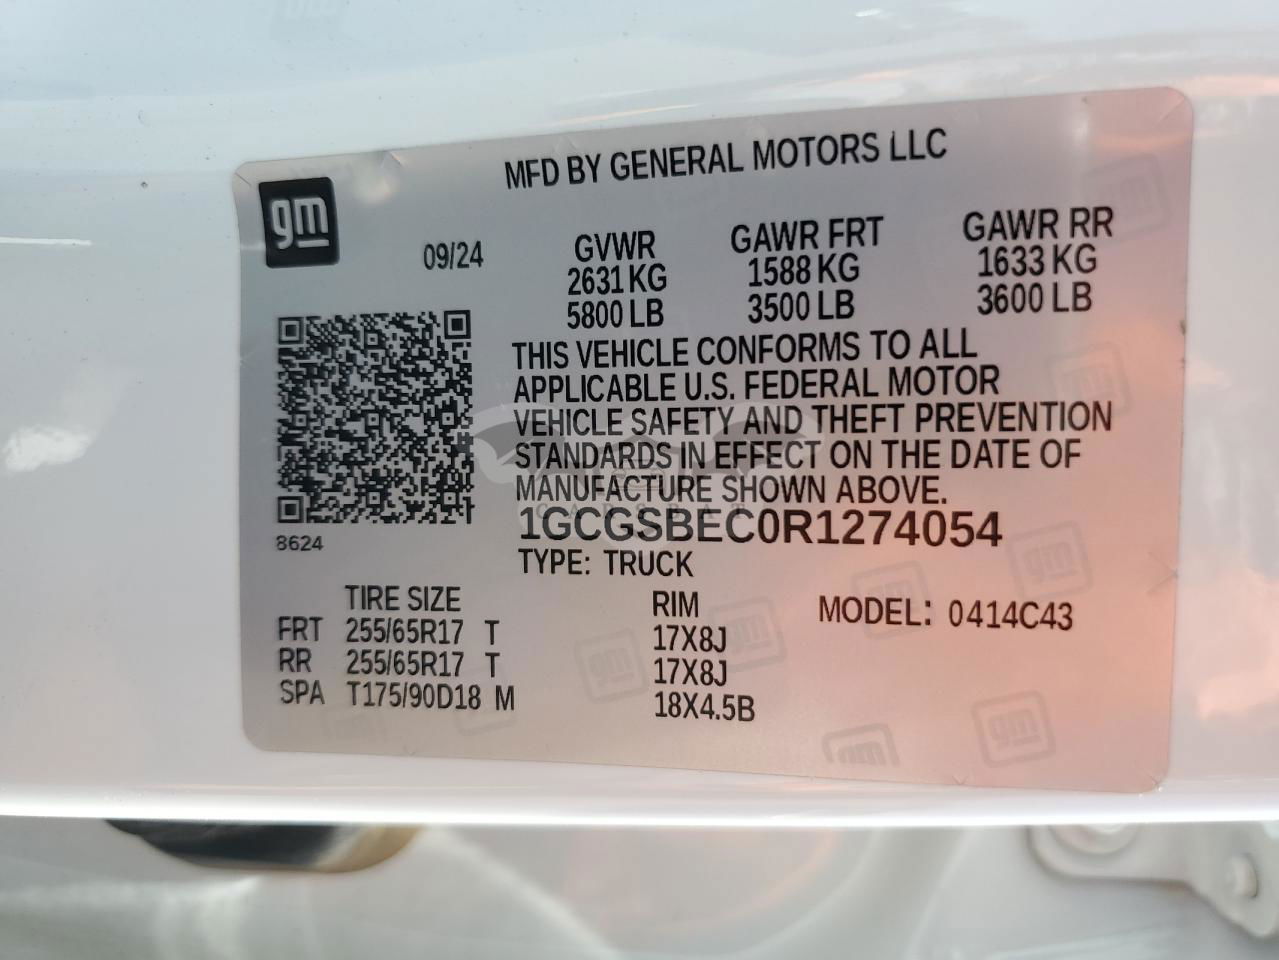 MFD BY GENERAL MOTORS LLC
gm
09/24
GVWR GAWR FRT GAWR RR
2631 KG 1588 KG 1633 KG
5800 LB 3500 LB 3600 LB
THIS VEHICLE CONFORMS TO ALL
APPLICABLE U.S. FEDERAL MOTOR
VEHICLE SAFETY AND THEFT PREVENTION
STANDARDS IN EFFECT ON THE DATE OF
MANUFACTURE SHOWN ABOVE.
1GCGSBEC0R1274054
8624
TYPE: TRUCK
TIRE SIZE RIM MODEL: 0414C43
FRT 255/65R17 T 17X8J
RR 255/65R17 T 17X8J
SPA T175/90D18 M 18X4.5B